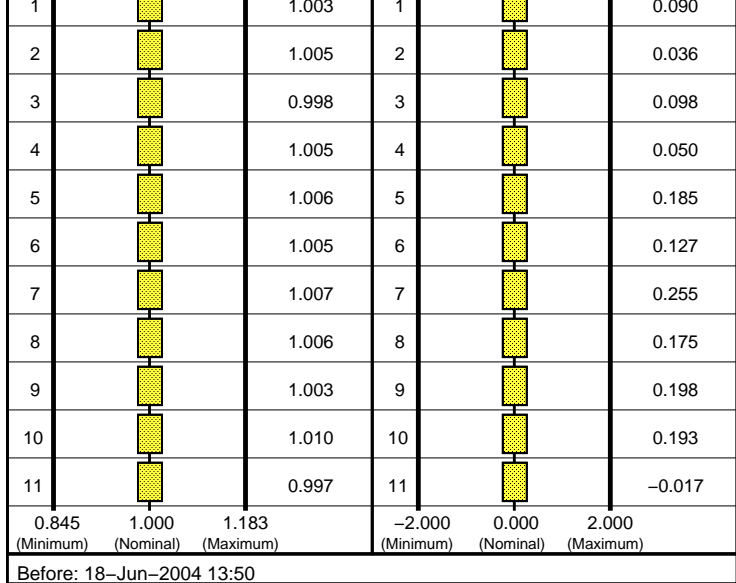 1 1.003 1 0.090
2 1.005 2 0.036
3 0.998 3 0.098
4 1.005 4 0.050
5 1.006 5 0.185
6 1.005 6 0.127
7 1.007 7 0.255
8 1.006 8 0.175
9 1.003 9 0.198
10 1.010 10 0.193
11 0.997 11 −0.017
0.845 1.000 1.183 −2.000 0.000 2.000
(Minimum) (Nominal) (Maximum) (Minimum) (Nominal) (Maximum)
Before: 18−Jun−2004 13:50